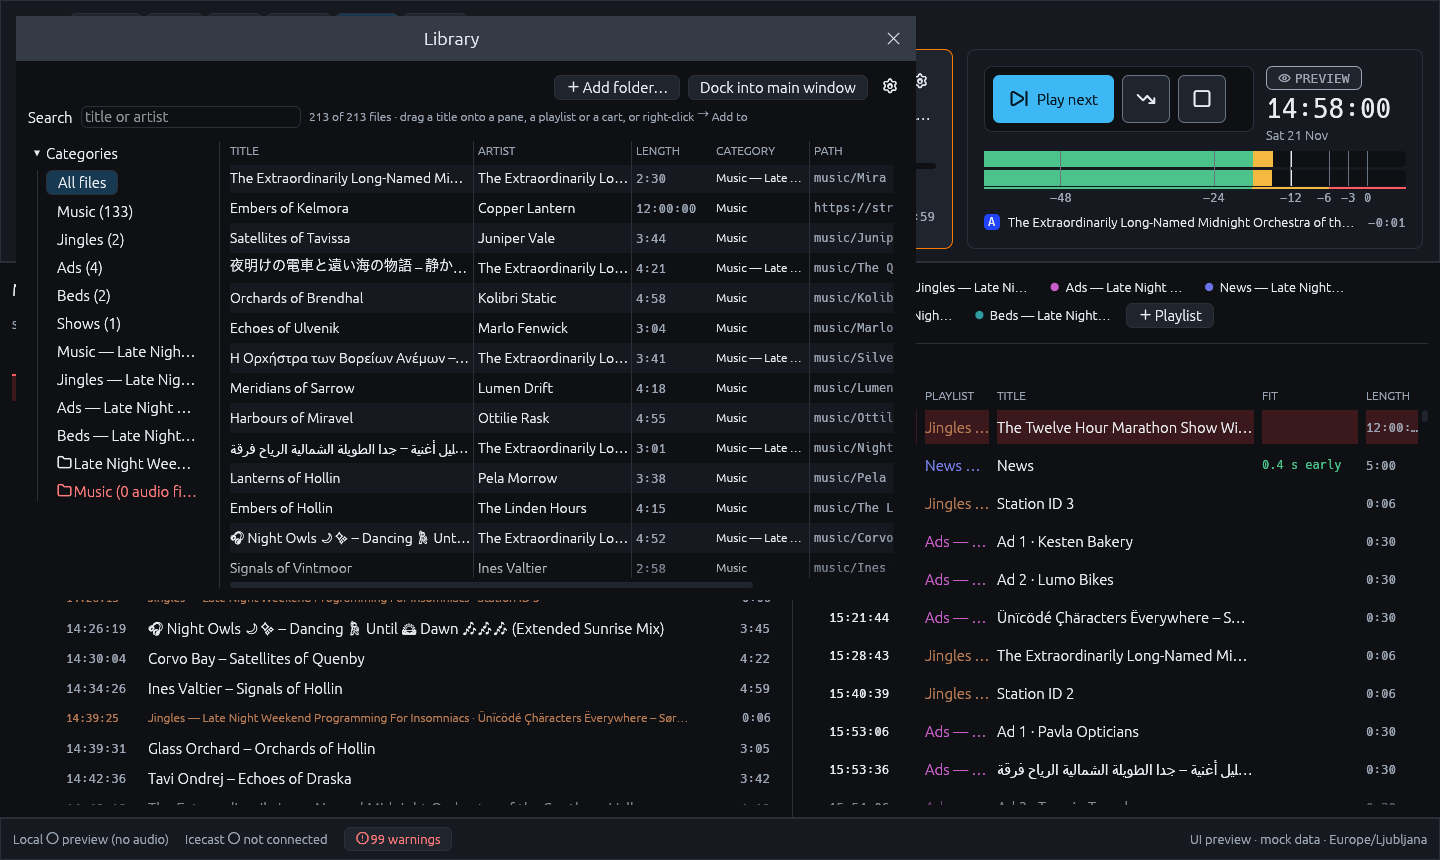 Library
+ Add folder…
Dock into main window
Search
title or artist
213 of 213 files · drag a title onto a pane, a playlist or a cart, or right-click → Add to
▾ Categories
All files
Music (133)
Jingles (2)
Ads (4)
Beds (2)
Shows (1)
Music — Late Nigh…
Jingles — Late Nig…
Ads — Late Night …
Beds — Late Night…
Late Night Wee…
Music (0 audio fi…
TITLE ARTIST LENGTH CATEGORY PATH
The Extraordinarily Long-Named Mi… The Extraordinarily Lo… 2:30 Music — Late … music/Mira
Embers of Kelmora Copper Lantern 12:00:00 Music https://str
Satellites of Tavissa Juniper Vale 3:44 Music music/Junip
夜明けの電車と遠い海の物語 – 静か… The Extraordinarily Lo… 4:21 Music — Late … music/The Q
Orchards of Brendhal Kolibri Static 4:58 Music music/Kolib
Echoes of Ulvenik Marlo Fenwick 3:04 Music music/Marlo
Η Ορχήστρα των Βορείων Ανέμων –… The Extraordinarily Lo… 3:41 Music — Late … music/Silve
Meridians of Sarrow Lumen Drift 4:18 Music music/Lumen
Harbours of Miravel Ottilie Rask 4:55 Music music/Ottil
فرقة الرياح الشمالية الطويلة جدا – أغنية ليل… The Extraordinarily Lo… 3:01 Music — Late … music/Night
Lanterns of Hollin Pela Morrow 3:38 Music music/Pela
Embers of Hollin The Linden Hours 4:15 Music music/The L
🎧 Night Owls 🌙✨ – Dancing 💃 Unt… The Extraordinarily Lo… 4:52 Music — Late … music/Corvo
Signals of Vintmoor Ines Valtier 2:58 Music music/Ines
Play next
PREVIEW
14:58:00
Sat 21 Nov
−48 −24 −12 −6 −3 0
A The Extraordinarily Long-Named Midnight Orchestra of th… −0:01
:59
Jingles — Late Ni… Ads — Late Night … News — Late Night…
Nigh… Beds — Late Night… + Playlist
PLAYLIST TITLE FIT LENGTH
Jingles … The Twelve Hour Marathon Show Wi… 12:00:…
News … News 0.4 s early 5:00
Jingles … Station ID 3 0:06
Ads — … Ad 1 · Kesten Bakery 0:30
Ads — … Ad 2 · Lumo Bikes 0:30
15:21:44 Ads — … Ünïcödé Çhäracters Ëverywhere – S… 0:30
15:28:43 Jingles … The Extraordinarily Long-Named Mi… 0:06
15:40:39 Jingles … Station ID 2 0:06
15:53:06 Ads — … Ad 1 · Pavla Opticians 0:30
15:53:36 Ads — … فرقة الرياح الشمالية الطويلة جدا – أغنية ليل… 0:30
14:26:19 🎧 Night Owls 🌙✨ – Dancing 💃 Until 🌅 Dawn 🎶🎶🎶 (Extended Sunrise Mix) 3:45
14:30:04 Corvo Bay – Satellites of Quenby 4:22
14:34:26 Ines Valtier – Signals of Hollin 4:59
14:39:25 Jingles — Late Night Weekend Programming For Insomniacs · Ünïcödé Çhäracters Ëverywhere – Sør… 0:06
14:39:31 Glass Orchard – Orchards of Hollin 3:05
14:42:36 Tavi Ondrej – Echoes of Draska 3:42
Local preview (no audio) Icecast not connected 99 warnings
UI preview · mock data · Europe/Ljubljana